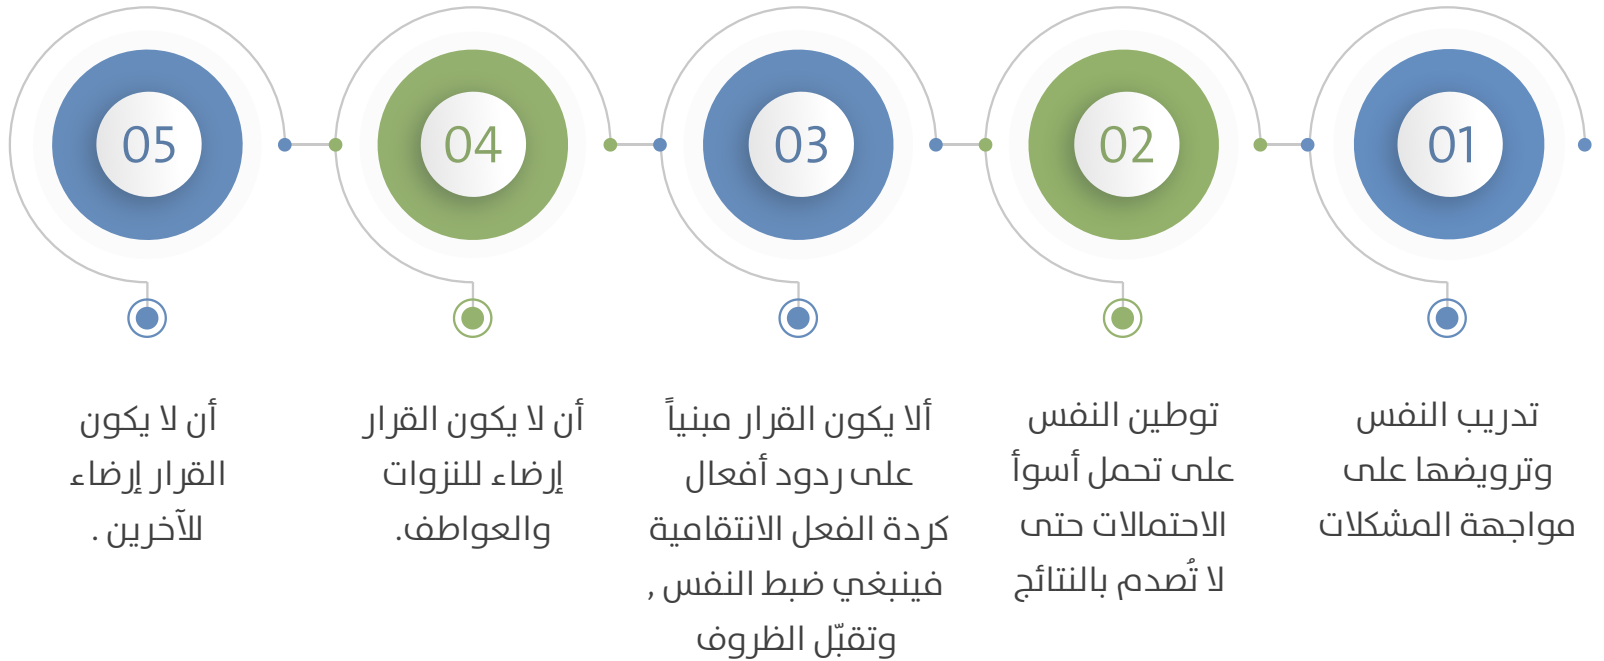 01
تدريب النفس
وترويضها على
مواجهة المشكلات
02
توطين النفس
على تحمل أسوأ
الاحتمالات حتى
لا تُصدم بالنتائج
03
ألا يكون القرار مبنياً
على ردود أفعال
كردة الفعل الانتقامية
فينبغي ضبط النفس ,
وتقبّل الظروف
04
أن لا يكون القرار
إرضاء للنزوات
والعواطف.
05
أن لا يكون
القرار إرضاء
للآخرين .